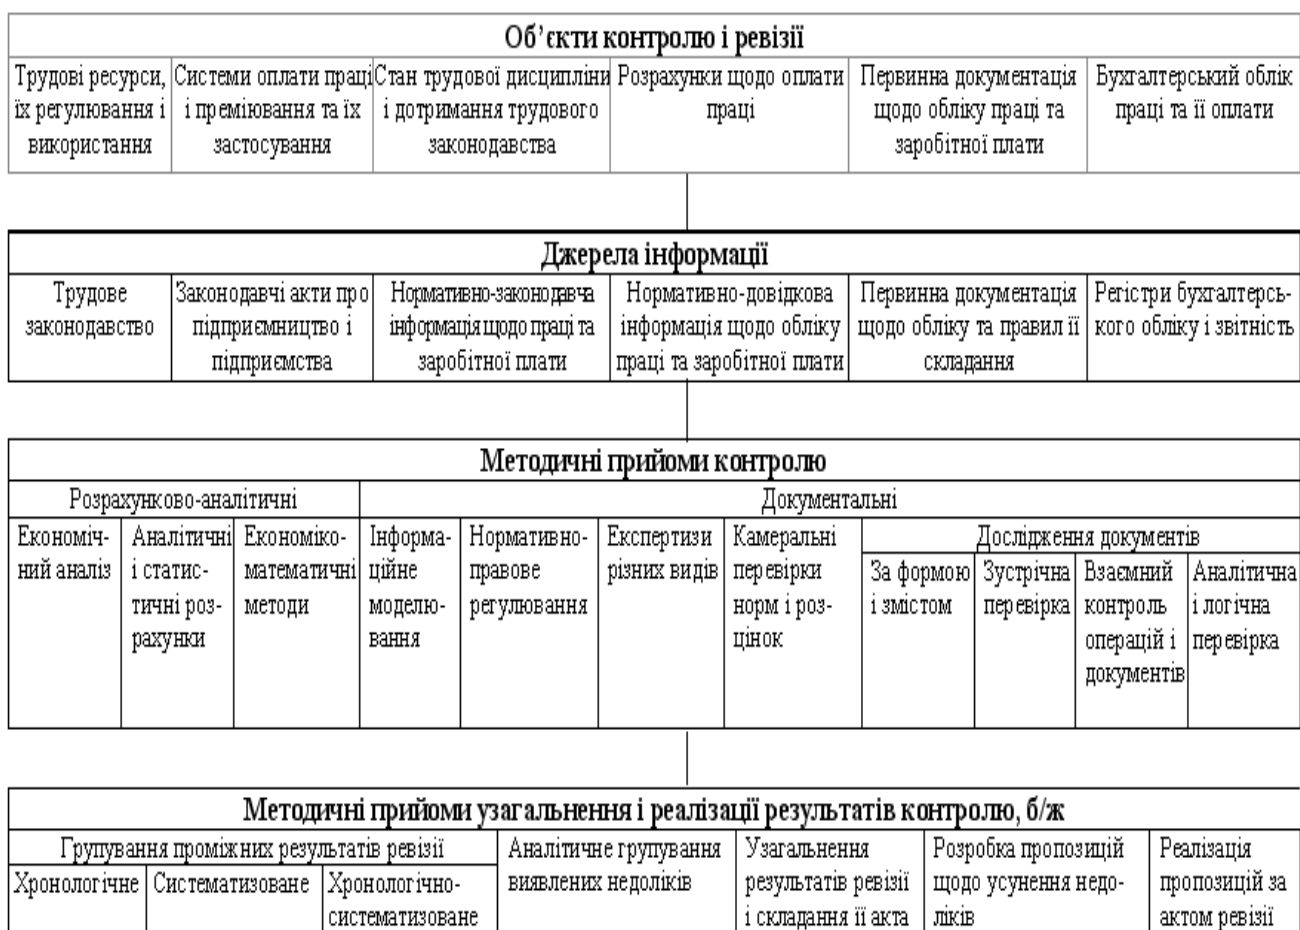 Об’єкти контролю і ревізії
Трудові ресурси,
їх регулювання і
використання
Системи оплати праці
і преміювання та їх
застосування
Стан трудової дисципліни
і дотримання трудового
законодавства
Розрахунки щодо оплати
праці
Первинна документація
щодо обліку праці та
заробітної плати
Бухгалтерський облік
праці та її оплати
Джерела інформації
Трудове
законодавство
Законодавчі акти про
підприємництво і
підприємства
Нормативно-законодавча
інформація щодо праці та
заробітної плати
Нормативно-довідкова
інформація щодо обліку
праці та заробітної плати
Первинна документація
щодо обліку та правил її
складання
Регістри бухгалтерсь-
кого обліку і звітність
Методичні прийоми контролю
Розрахунково-аналітичні
Документальні
Економіч-
ний аналіз
Аналітичні
і статис-
тичні роз-
рахунки
Економіко-
математичні
методи
Інформа-
ційне
моделю-
вання
Нормативно-
правове
регулювання
Експертизи
різних видів
Камеральні
перевірки
норм і роз-
цінок
Дослідження документів
За формою
і змістом
Зустрічна
перевірка
Взаємний
контроль
операцій і
документів
Аналітична
і логічна
перевірка
Методичні прийоми узагальнення і реалізації результатів контролю, б/ж
Групування проміжних результатів ревізії
Хронологічне
Систематизоване
Хронологічно-
систематизоване
Аналітичне групування
виявлених недоліків
Узагальнення
результатів ревізії
і складання її акта
Розробка пропозицій
щодо усунення недо-
ліків
Реалізація
пропозицій за
актом ревізії